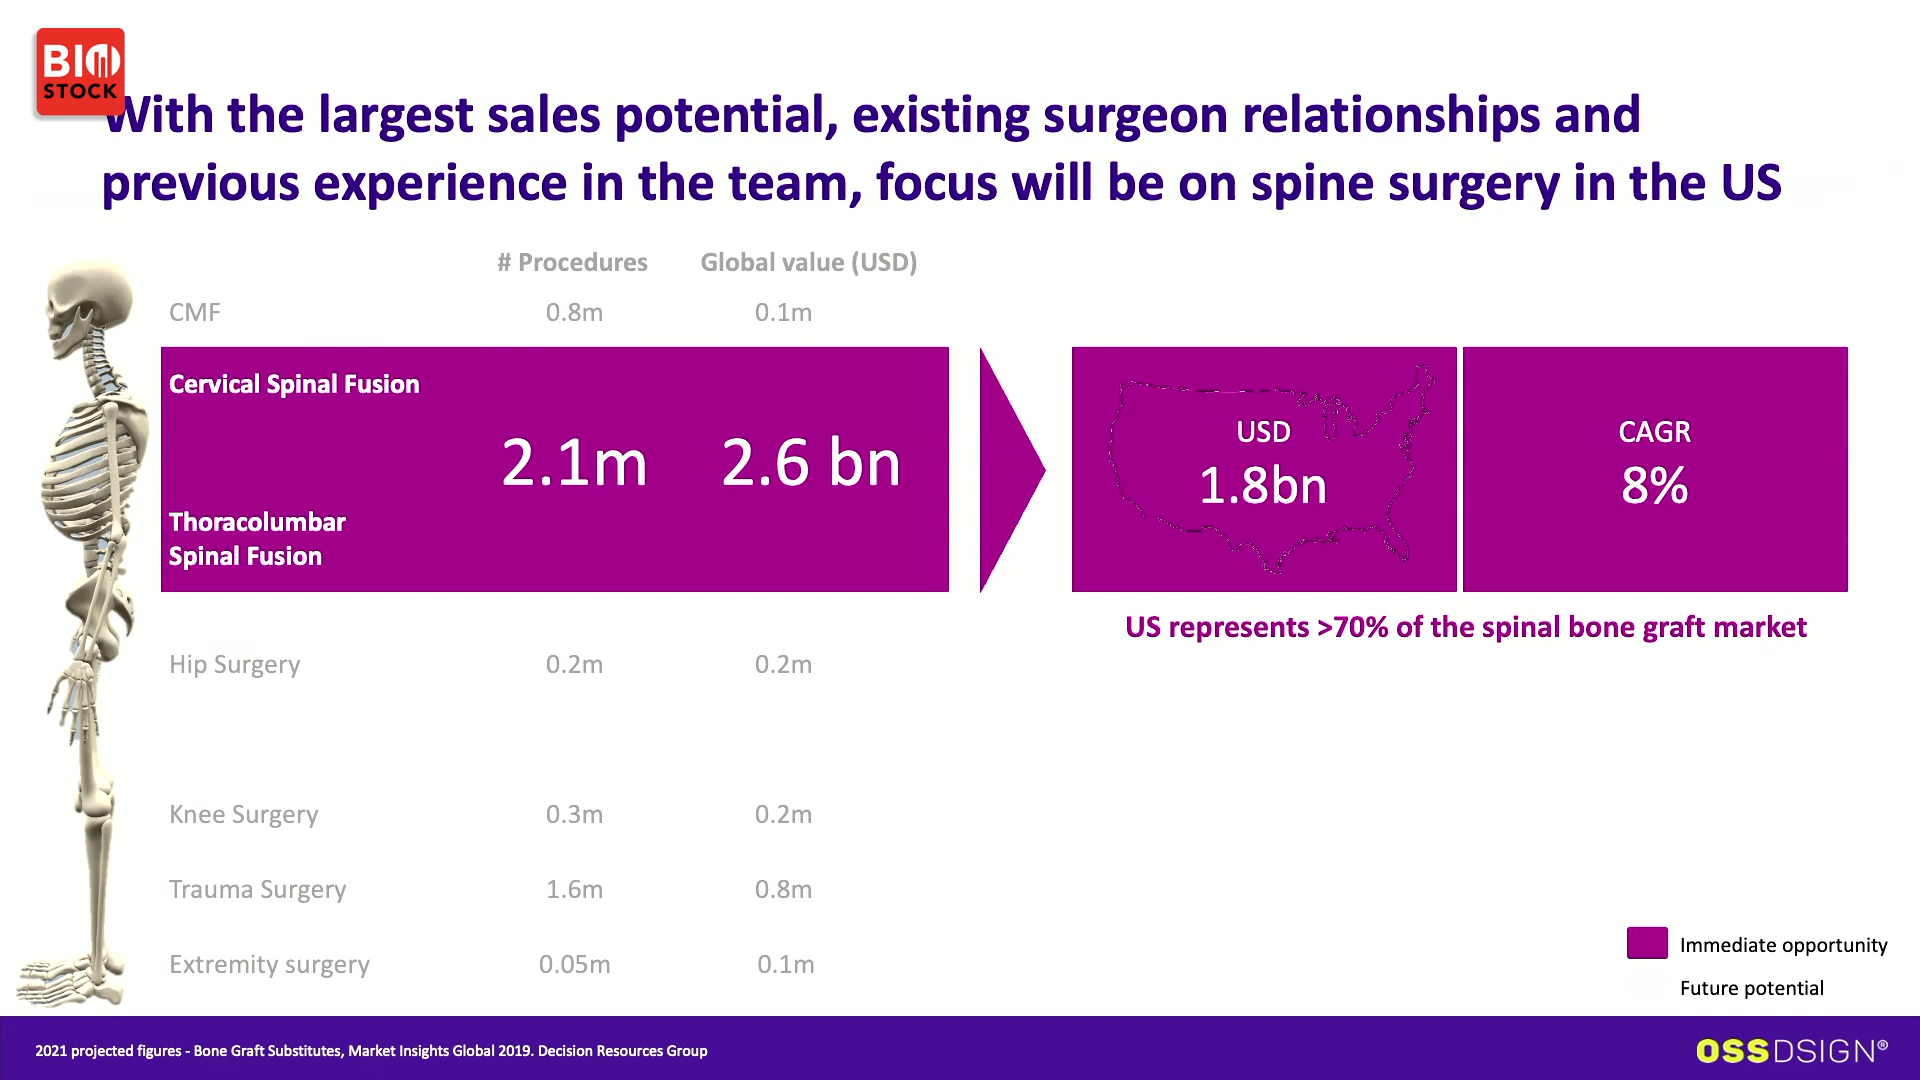 BIO
STOCK
With the largest sales potential, existing surgeon relationships and
previous experience in the team, focus will be on spine surgery in the US
# Procedures Global value (USD)
CMF 0.8m 0.1m
Cervical Spinal Fusion
2.1m 2.6 bn
Thoracolumbar
Spinal Fusion
USD
1.8bn
CAGR
8%
US represents >70% of the spinal bone graft market
Hip Surgery 0.2m 0.2m
Knee Surgery 0.3m 0.2m
Trauma Surgery 1.6m 0.8m
Extremity surgery 0.05m 0.1m
Immediate opportunity
Future potential
2021 projected figures - Bone Graft Substitutes, Market Insights Global 2019. Decision Resources Group
OSSDSIGN®